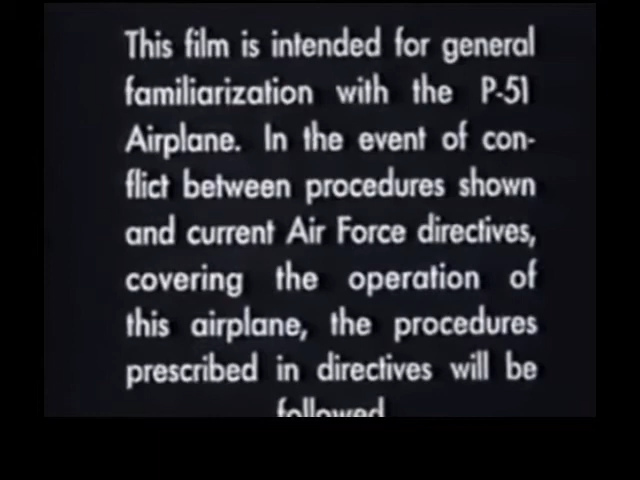 This film is intended for general
familiarization with the P-51
Airplane. In the event of con-
flict between procedures shown
and current Air Force directives,
covering the operation of
this airplane, the procedures
prescribed in directives will be
followed